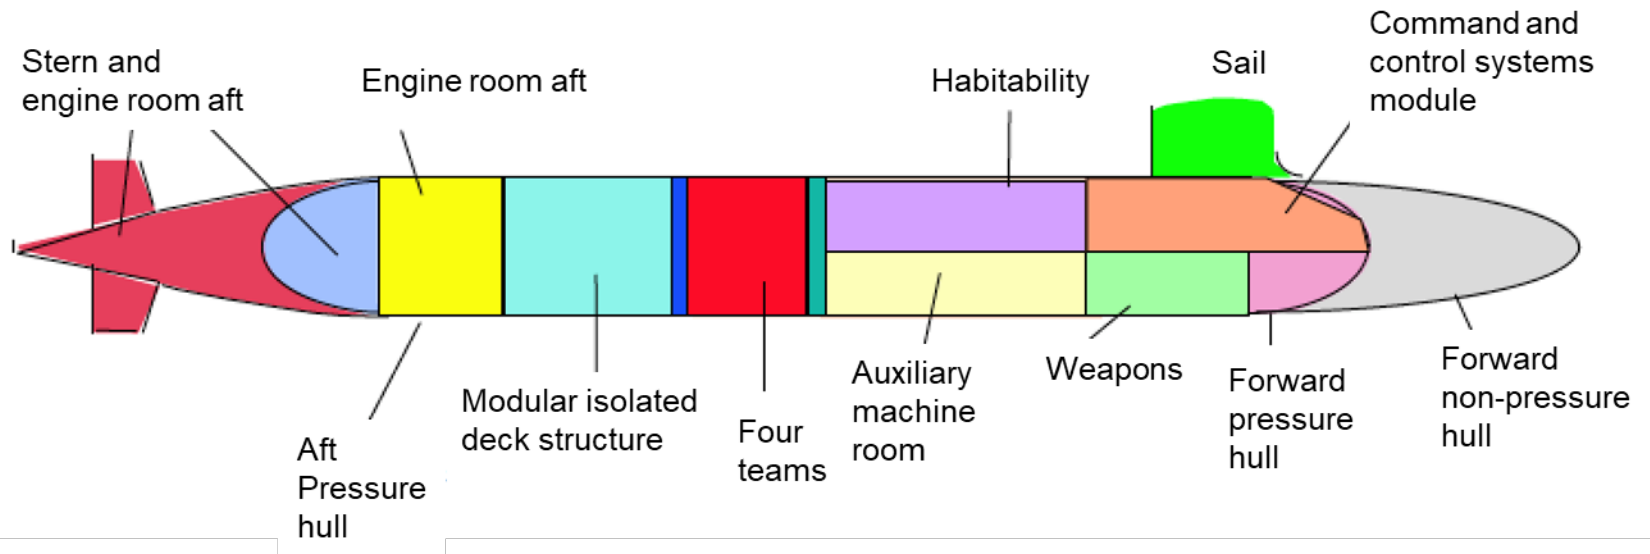 Stern and
engine room aft
Engine room aft
Habitability
Sail
Command and
control systems
module
Aft
Pressure
hull
Modular isolated
deck structure
Four
teams
Auxiliary
machine
room
Weapons
Forward
pressure
hull
Forward
non-pressure
hull